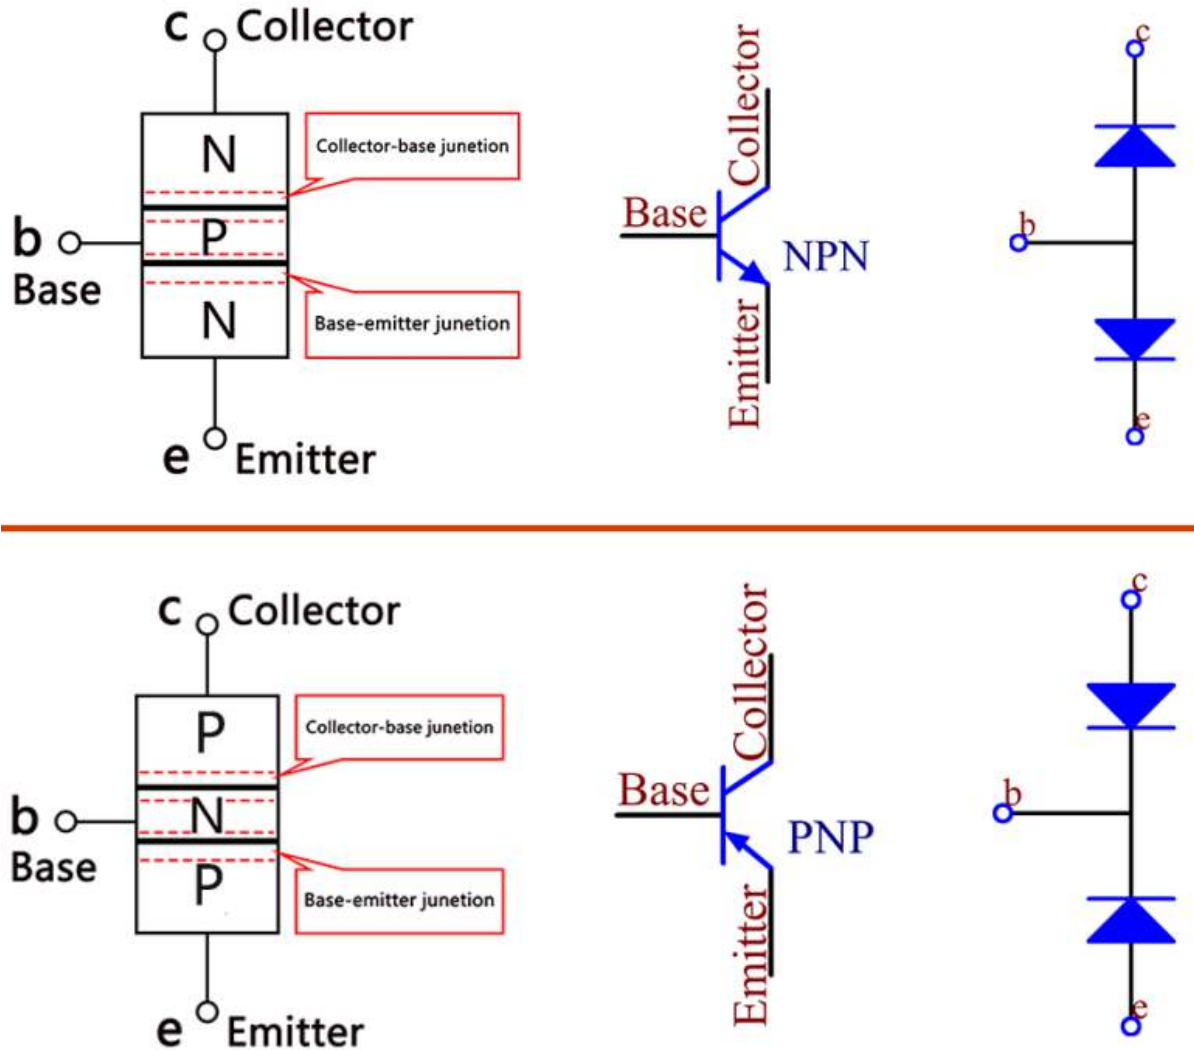 c Collector
N
Collector-base junetion
b
P
Base
Base-emitter junetion
N
e Emitter
Collector
Base
NPN
Emitter
c
b
e
c Collector
P
Collector-base junetion
b
N
Base
P
Base-emitter junetion
e Emitter
Collector
Base
PNP
Emitter
c
b
e